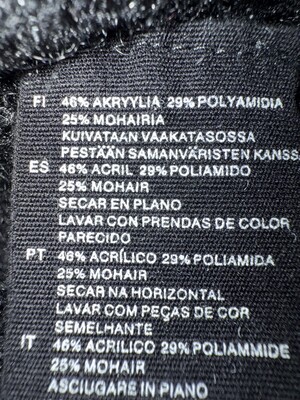 FI 46% AKRYYLIA 29% POLYAMIDIA
25% MOHAIRIA
KUIVATAAN VAAKATASOSSA
PESTÄÄN SAMANVÄRISTEN KANSS
ES 46% ACRIL 29% POLIAMIDO
25% MOHAIR
SECAR EN PLANO
LAVAR CON PRENDAS DE COLOR
PARECIDO
PT 46% ACRÍLICO 29% POLIAMIDA
25% MOHAIR
SECAR NA HORIZONTAL
LAVAR COM PEÇAS DE COR
SEMELHANTE
IT 46% ACRILICO 29% POLIAMMIDE
25% MOHAIR
ASCIUGARE IN PIANO